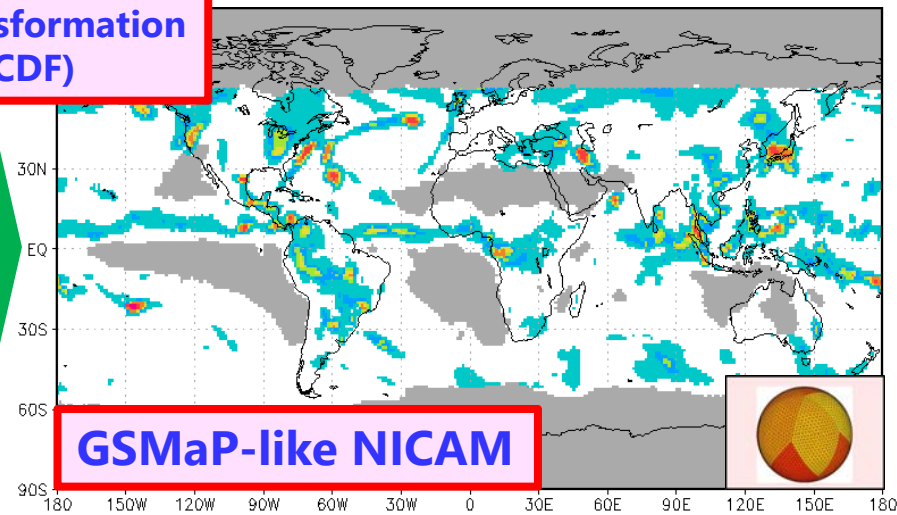 sformation
CDF)
30N
EQ
30S
60S
90S
GSMaP-like NICAM
180 150W 120W 90W 60W 30W 0 30E 60E 90E 120E 150E 180